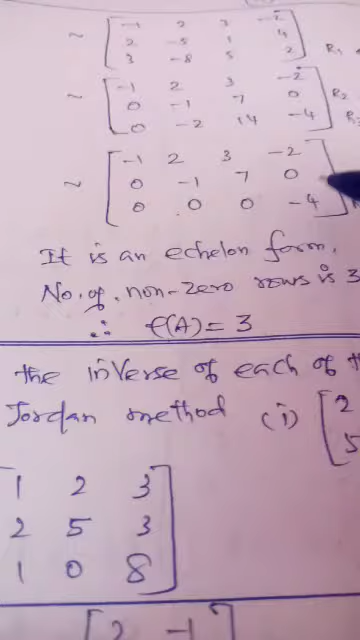 ~ [ -1 2 3 -2
2 -5 1 4
3 -8 5 2 ] R₁
~ [ -1 2 3 -2
0 -1 7 0
0 -2 14 -4 ] R₂
~ [ -1 2 3 -2
0 -1 7 0
0 0 0 -4 ]
It is an echelon form.
No. of. non-zero rows is 3
∴ ρ(A) = 3
the inverse of each of
Jordan method (i) [ 2
5
1 2 3
2 5 3
1 0 8 ]
[ 2 -1 ]